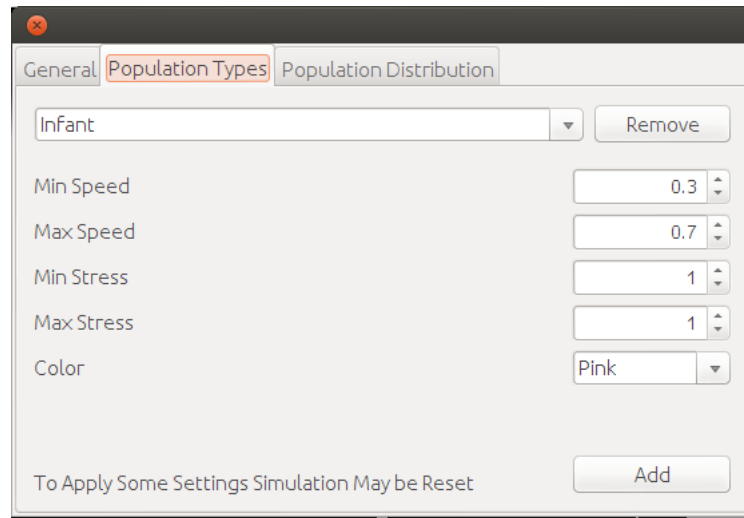 General Population Types Population Distribution
Infant Remove
Min Speed 0.3
Max Speed 0.7
Min Stress 1
Max Stress 1
Color Pink
To Apply Some Settings Simulation May be Reset Add